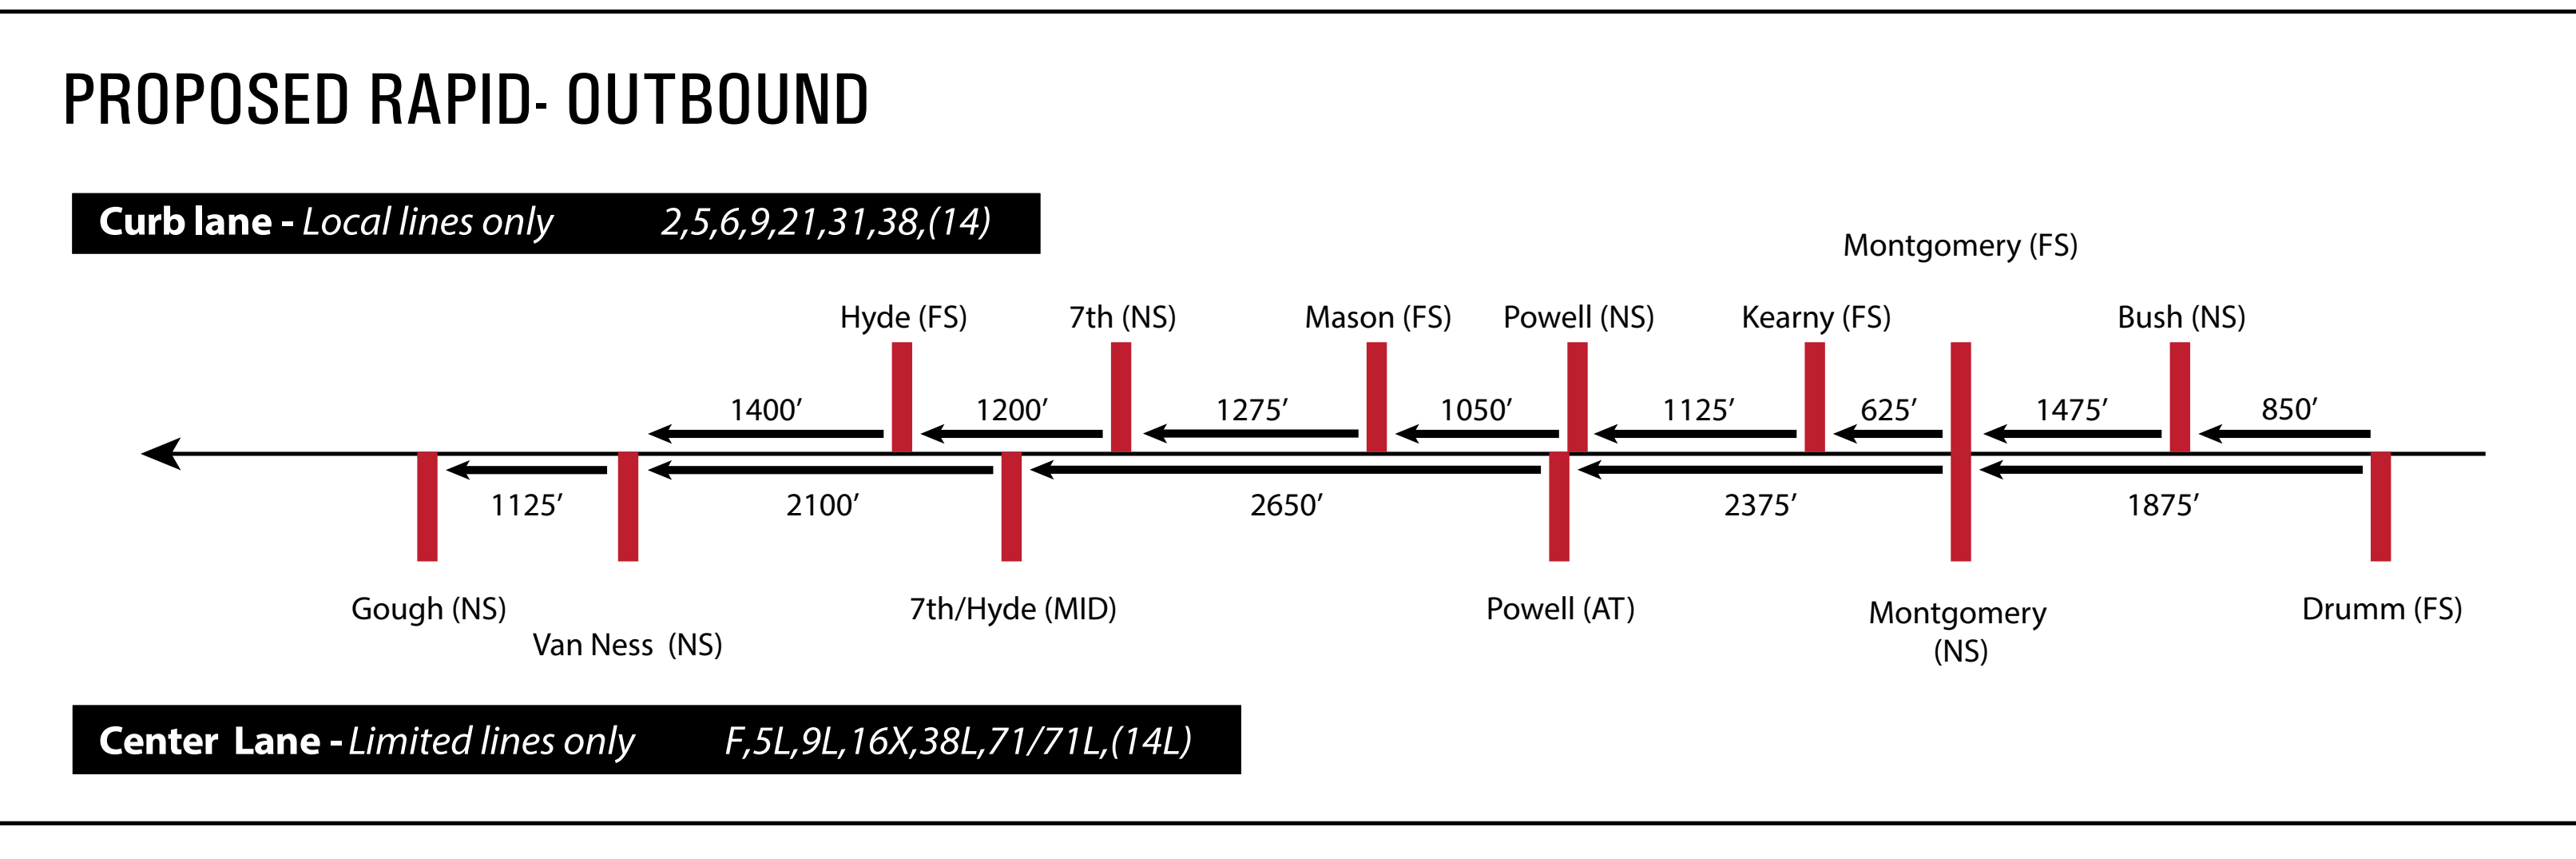 PROPOSED RAPID- OUTBOUND
Curb lane - Local lines only 2,5,6,9,21,31,38,(14)
Montgomery (FS)
Hyde (FS) 7th (NS) Mason (FS) Powell (NS) Kearny (FS) Bush (NS)
1400’ 1200’ 1275’ 1050’ 1125’ 625’ 1475’ 850’
1125’ 2100’ 2650’ 2375’ 1875’
Gough (NS) 7th/Hyde (MID) Powell (AT) Montgomery Drumm (FS)
Van Ness (NS) (NS)
Center Lane - Limited lines only F,5L,9L,16X,38L,71/71L,(14L)